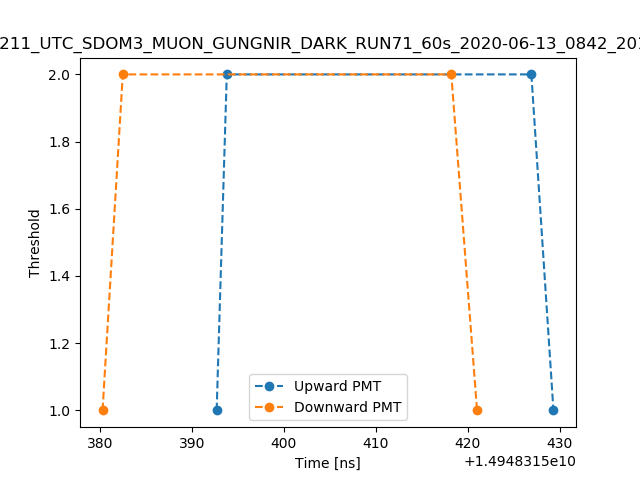 211_UTC_SDOM3_MUON_GUNGNIR_DARK_RUN71_60s_2020-06-13_0842_201
2.0
1.8
1.6
1.4
1.2
1.0
Threshold
Upward PMT
Downward PMT
380 390 400 410 420 430
Time [ns]
+1.4948315e10